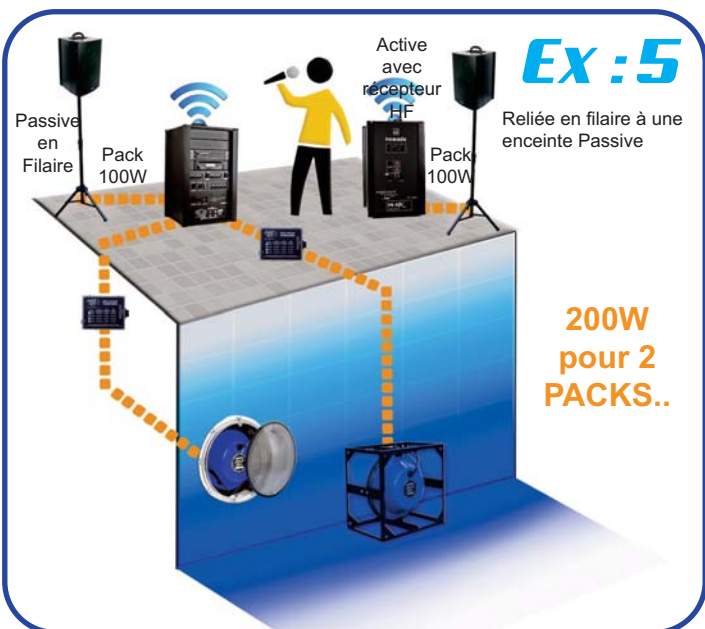 Ex : 5
Active
avec
récepteur
HF
Passive
en
Filaire
Pack
100W
Pack
100W
Reliée en filaire à une
enceinte Passive
200W
pour 2
PACKS..